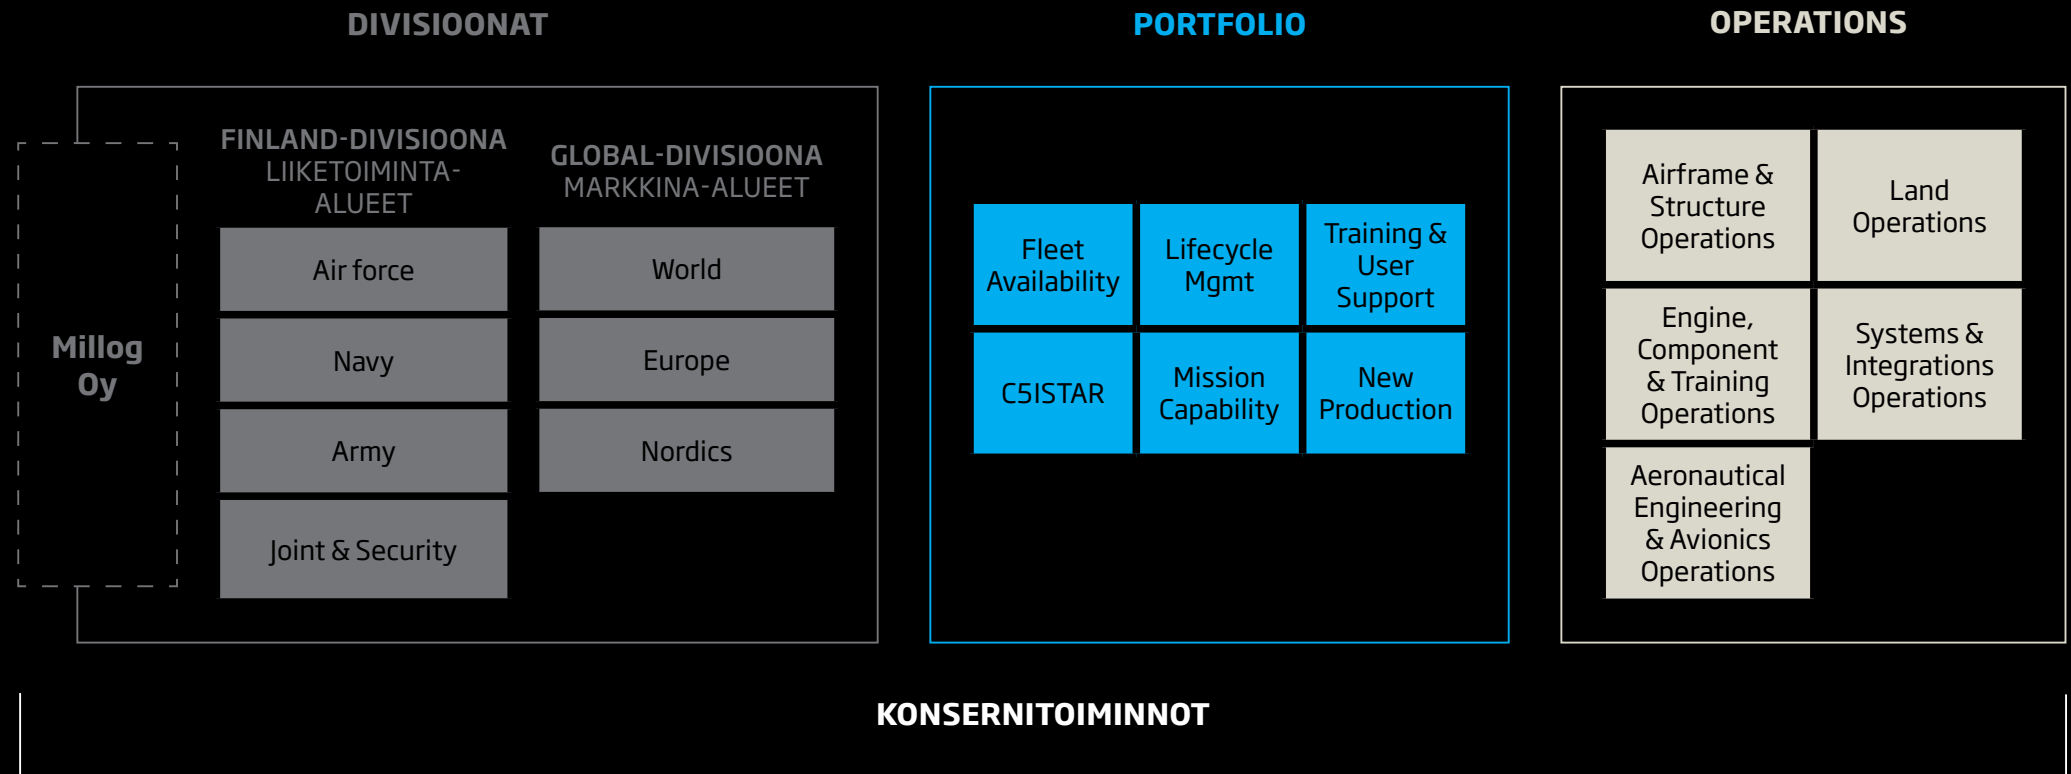 DIVISIOONAT
PORTFOLIO
OPERATIONS
Millog
Oy
FINLAND-DIVISIOONA
LIIKETOIMINTA-
ALUEET
Air force
Navy
Army
Joint & Security
GLOBAL-DIVISIOONA
MARKKINA-ALUEET
World
Europe
Nordics
Fleet
Availability
Lifecycle
Mgmt
Training &
User
Support
C5ISTAR
Mission
Capability
New
Production
Airframe &
Structure
Operations
Land
Operations
Engine,
Component
& Training
Operations
Systems &
Integrations
Operations
Aeronautical
Engineering
& Avionics
Operations
KONSERNITOIMINNOT